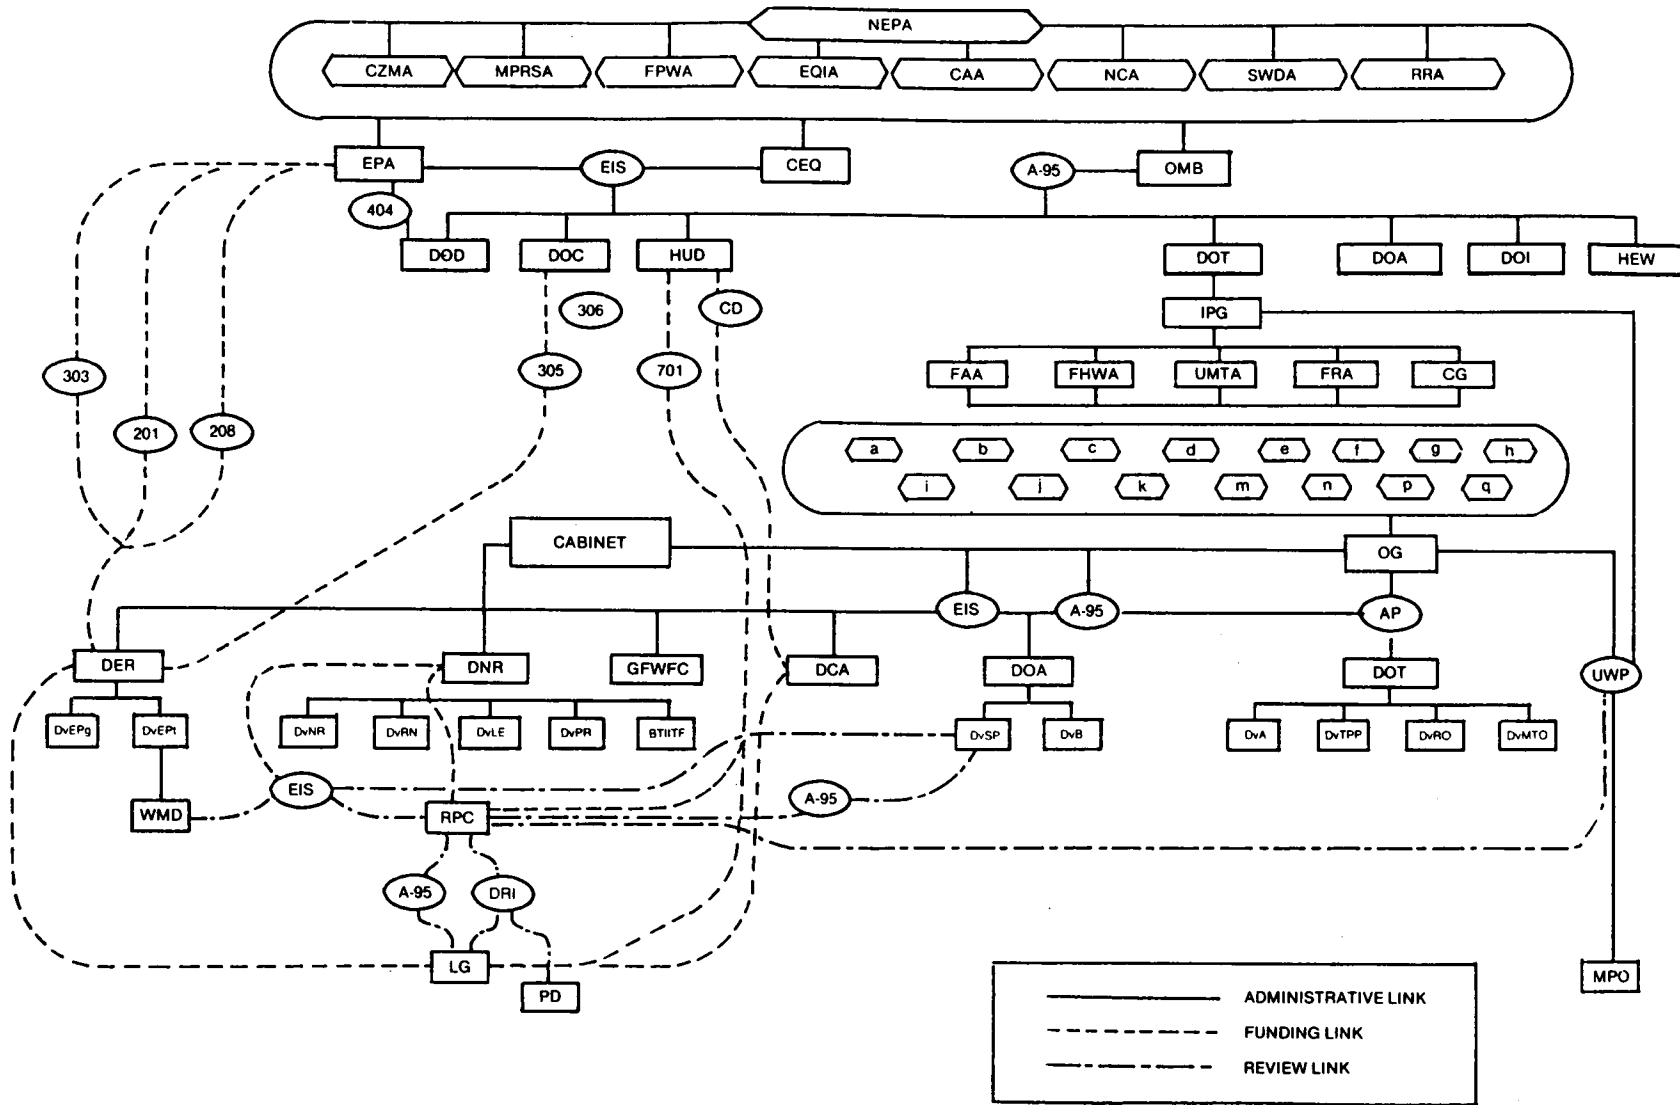 NEPA
CZMA MPRSA FPWA EQIA CAA NCA SWDA RRA
EPA EIS CEQ A-95 OMB
404
DOD DOC HUD DOT DOA DOI HEW
306 CD IPG
303 305 701 FAA FHWA UMTA FRA CG
201 208
a b c d e f g h
i j k m n p q
CABINET OG
EIS A-95 AP
DER DNR GFWFC DCA DOA DOT UWP
DvEPg DvEPt DvNR DvRN DvLE DvPR BTIITF DvSP DvB DvA DvTPP DvRO DvMTO
EIS A-95
WMD RPC
A-95 DRI
LG
PD MPO
ADMINISTRATIVE LINK
FUNDING LINK
REVIEW LINK